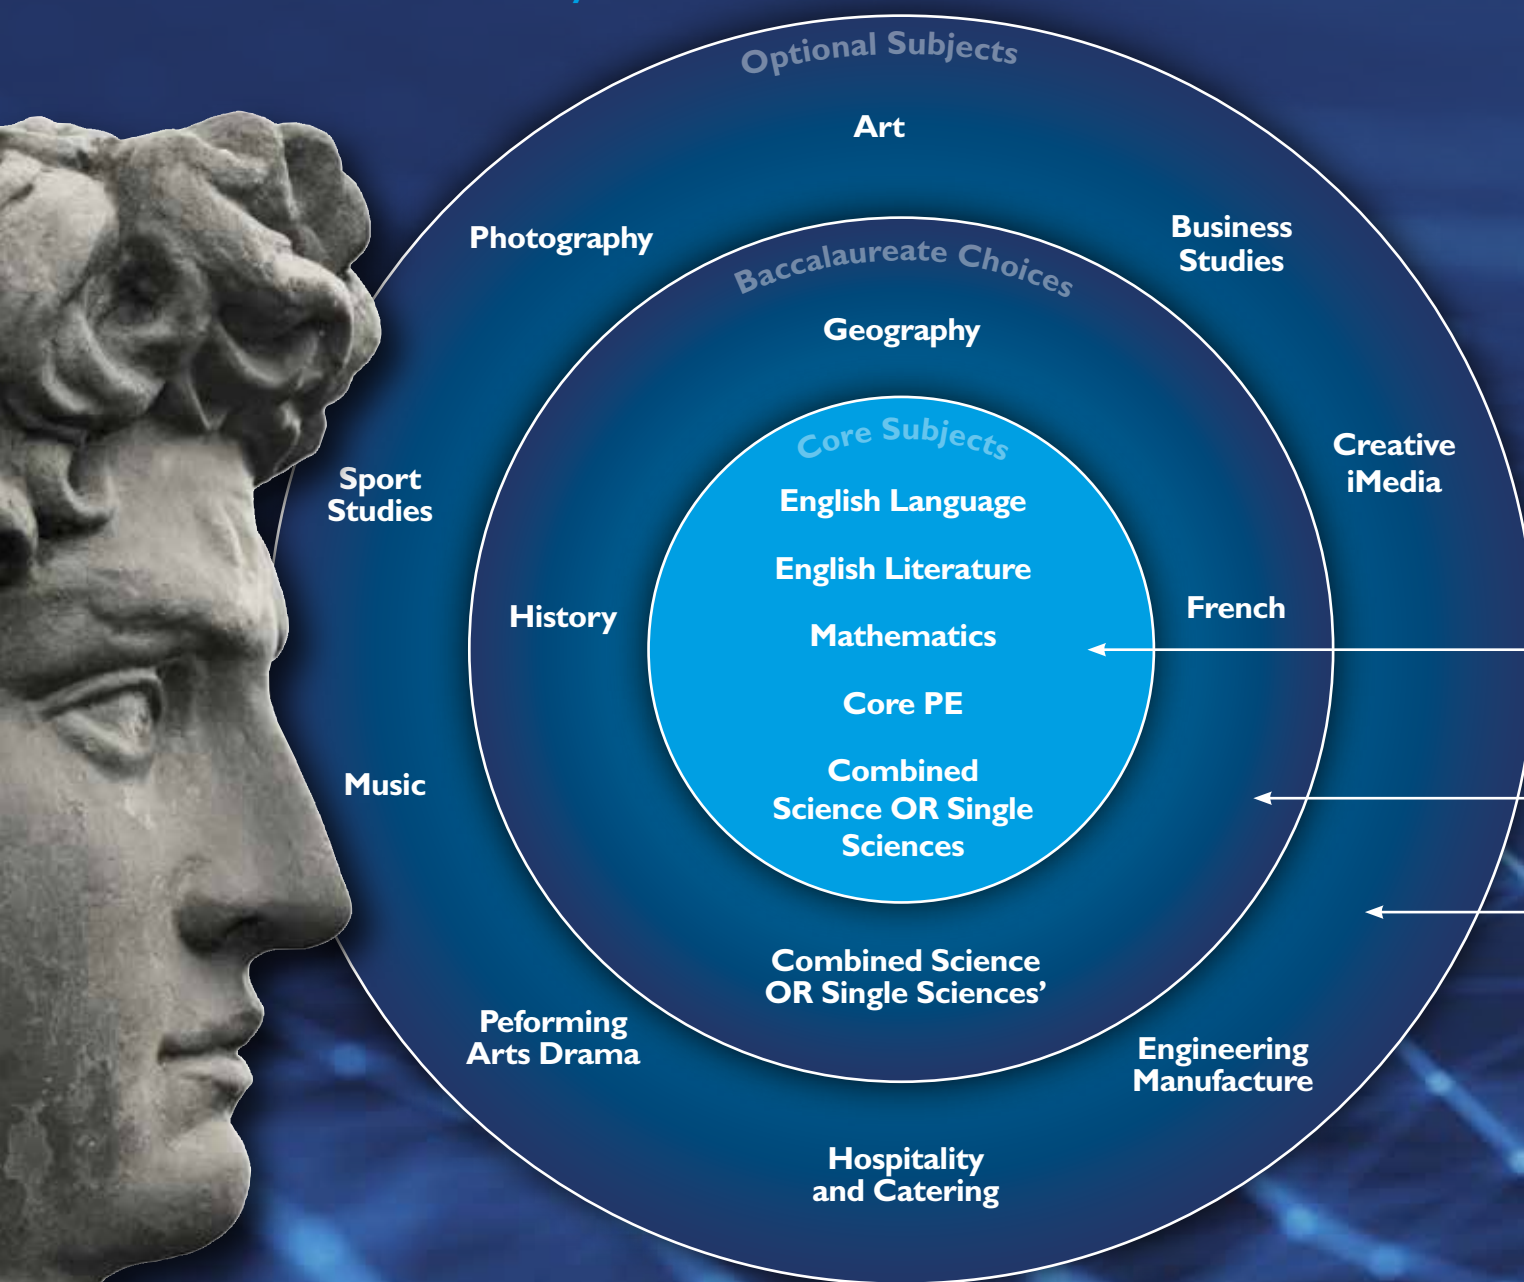 Optional Subjects
Art
Photography
Business
Studies
Baccalaureate Choices
Geography
Core Subjects
Creative
iMedia
Sport
Studies
English Language
English Literature
History
French
Mathematics
Core PE
Music
Combined
Science OR Single
Sciences
Combined Science
OR Single Sciences’
Peforming
Arts Drama
Engineering
Manufacture
Hospitality
and Catering